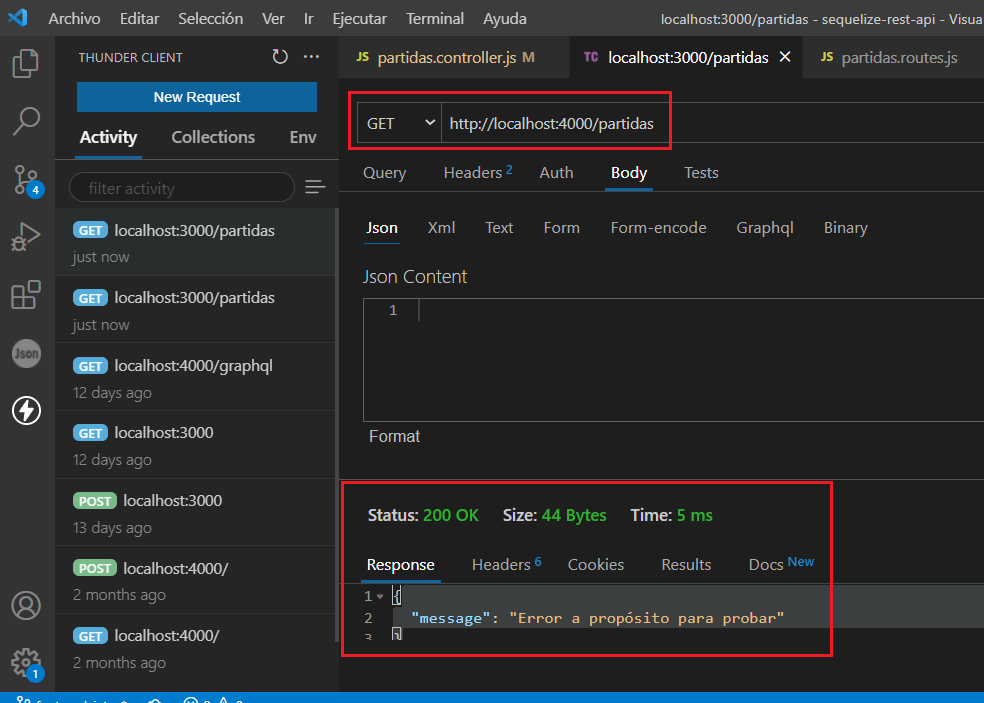 Archivo Editar Selección Ver Ir Ejecutar Terminal Ayuda localhost:3000/partidas - sequelize-rest-api - Visua
THUNDER CLIENT
New Request
Activity Collections Env
filter activity
GET localhost:3000/partidas
just now
GET localhost:3000/partidas
just now
GET localhost:4000/graphql
12 days ago
GET localhost:3000
12 days ago
POST localhost:3000
13 days ago
POST localhost:4000/
2 months ago
GET localhost:4000/
2 months ago
4
Json
1
JS partidas.controller.js M
TC localhost:3000/partidas
JS partidas.routes.js
GET http://localhost:4000/partidas
Query Headers 2 Auth Body Tests
Json Xml Text Form Form-encode Graphql Binary
Json Content
1
Format
Status: 200 OK Size: 44 Bytes Time: 5 ms
Response Headers 6 Cookies Results Docs New
1 {
2 "message": "Error a propósito para probar"
3 }